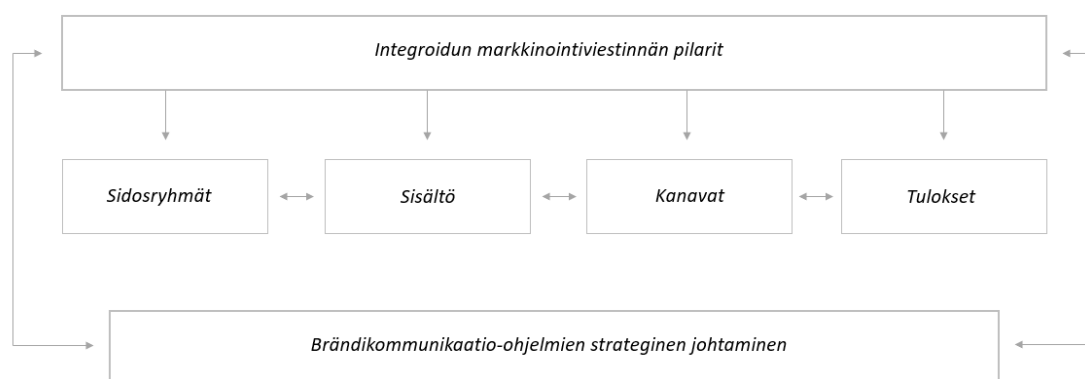 Integroidun markkinointiviestinnän pilarit
Sidosryhmät
Sisältö
Kanavat
Tulokset
Brändikommunikaatio-ohjelmien strateginen johtaminen